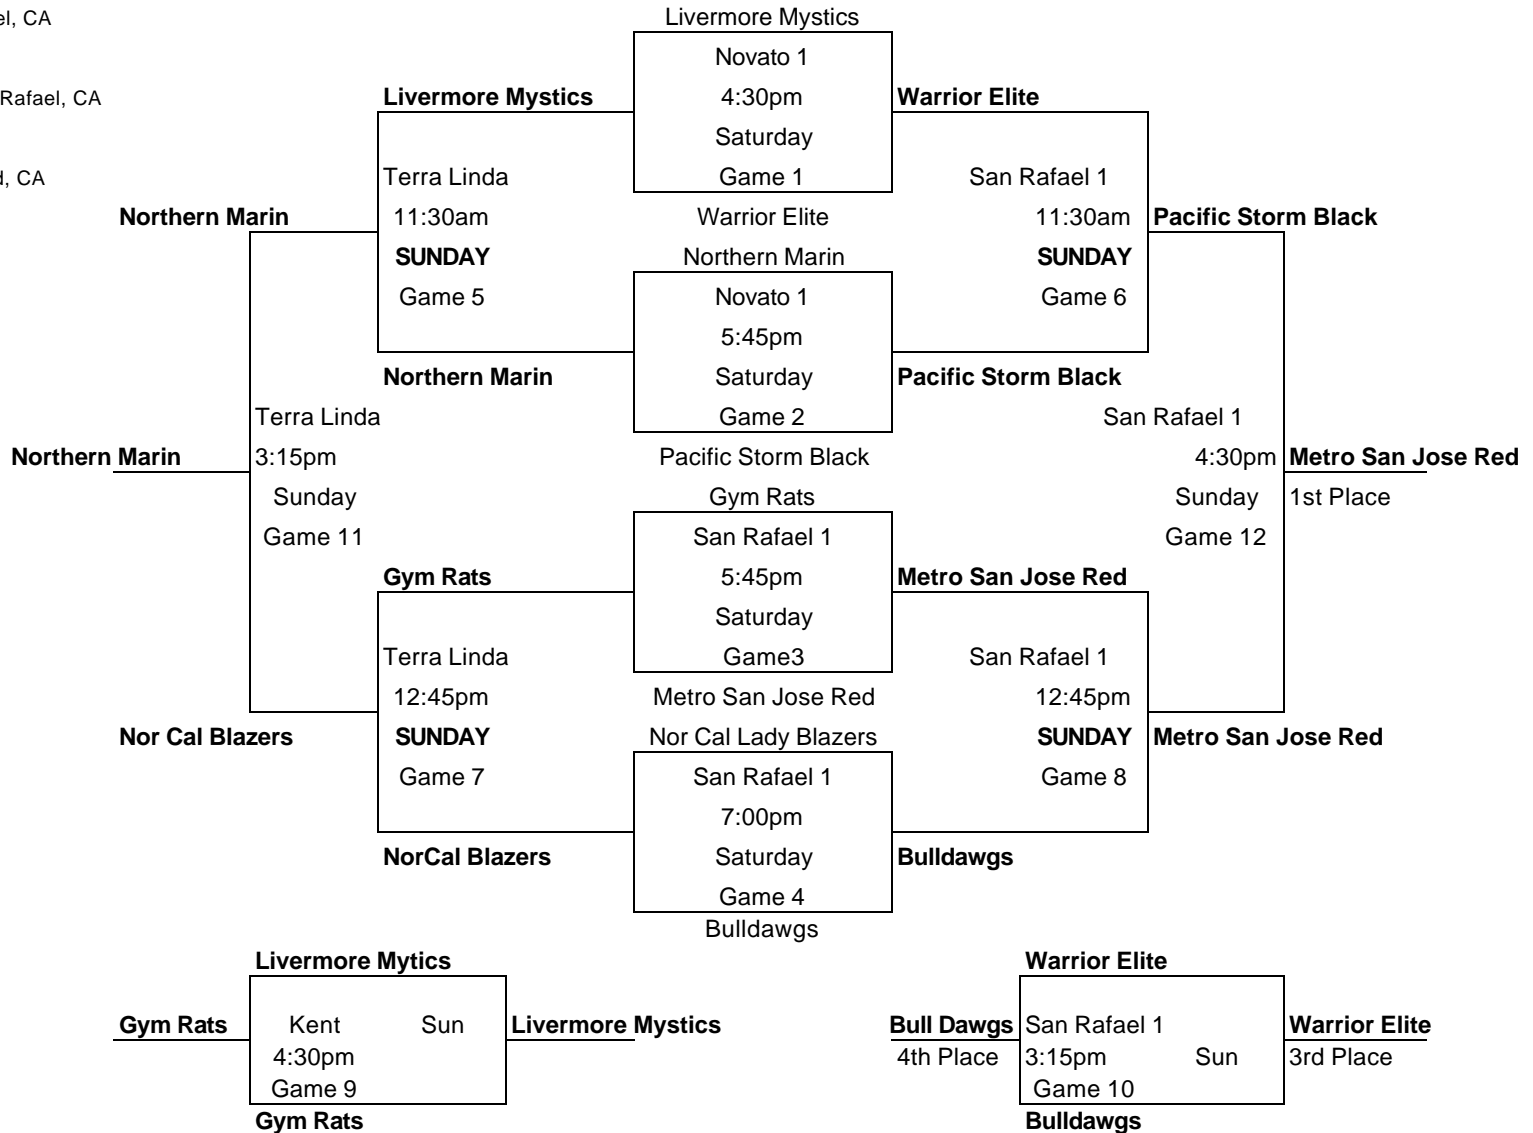 el, CA
Livermore Mystics
Novato 1
Rafael, CA
Livermore Mystics
4:30pm
Warrior Elite
Saturday
d, CA
Terra Linda
Game 1
San Rafael 1
Northern Marin
11:30am
Warrior Elite
11:30am
Pacific Storm Black
SUNDAY
Northern Marin
SUNDAY
Game 5
Novato 1
Game 6
5:45pm
Northern Marin
Saturday
Pacific Storm Black
Terra Linda
Game 2
San Rafael 1
Northern Marin
3:15pm
Pacific Storm Black
4:30pm
Metro San Jose Red
Sunday
Gym Rats
Sunday
1st Place
Game 11
San Rafael 1
Game 12
Gym Rats
5:45pm
Metro San Jose Red
Saturday
Terra Linda
Game3
San Rafael 1
12:45pm
Metro San Jose Red
12:45pm
Nor Cal Blazers
SUNDAY
Nor Cal Lady Blazers
SUNDAY
Metro San Jose Red
Game 7
San Rafael 1
Game 8
7:00pm
NorCal Blazers
Saturday
Bulldawgs
Game 4
Bulldawgs
Livermore Mytics
Warrior Elite
Gym Rats
Kent Sun
Livermore Mystics
Bull Dawgs
San Rafael 1
Warrior Elite
4:30pm
4th Place
3:15pm Sun
3rd Place
Game 9
Game 10
Gym Rats
Bulldawgs